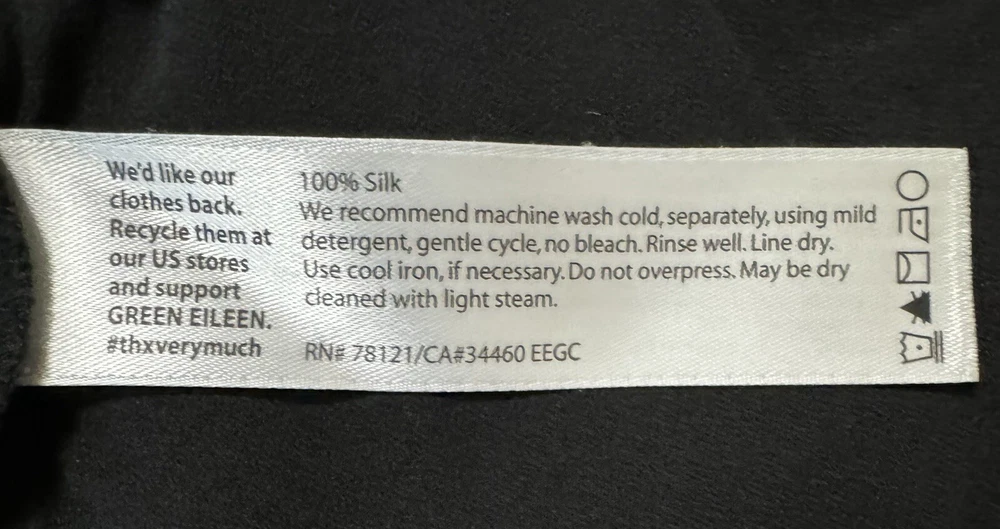 We'd like our
clothes back.
Recycle them at
our US stores
and support
GREEN EILEEN.
#thxverymuch
100% Silk
We recommend machine wash cold, separately, using mild
detergent, gentle cycle, no bleach. Rinse well. Line dry.
Use cool iron, if necessary. Do not overpress. May be dry
cleaned with light steam.
RN# 78121/CA#34460 EEGC